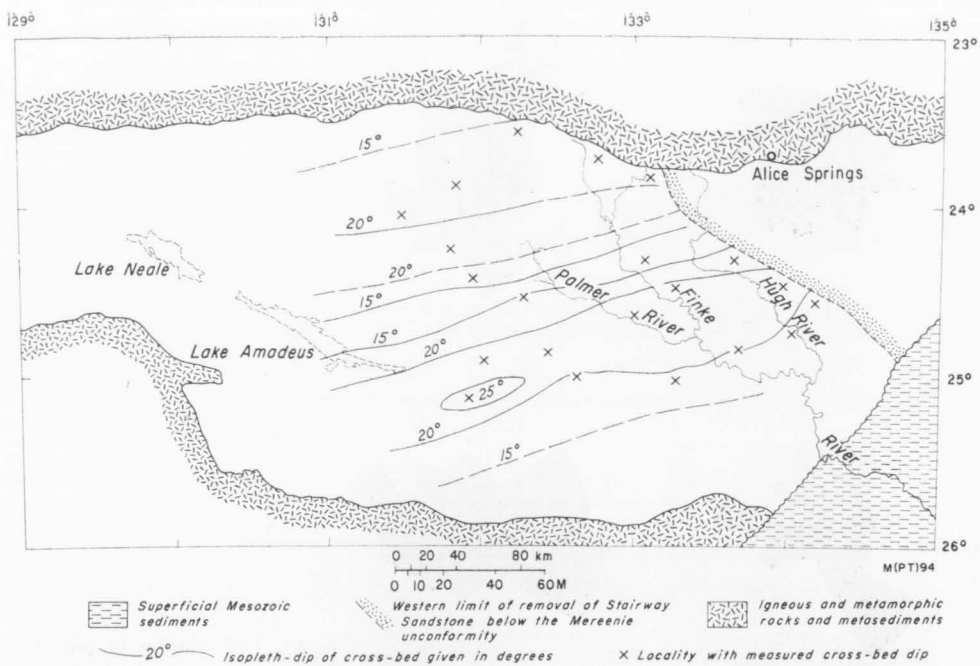 129° 131° 133° 135°
23°
15°
Alice Springs
24°
20°
Lake Neale
20°
Palmer
Finke
Hugh River
15°
River
15°
Lake Amadeus
20°
25°
25°
20°
15°
River
26°
0 20 40 80 km
0 10 20 40 60 M
M(PT)94
Superficial Mesozoic
sediments
Western limit of removal of Stairway
Sandstone below the Mereenie
unconformity
Igneous and metamorphic
rocks and metasediments
20° Isopleth-dip of cross-bed given in degrees
× Locality with measured cross-bed dip